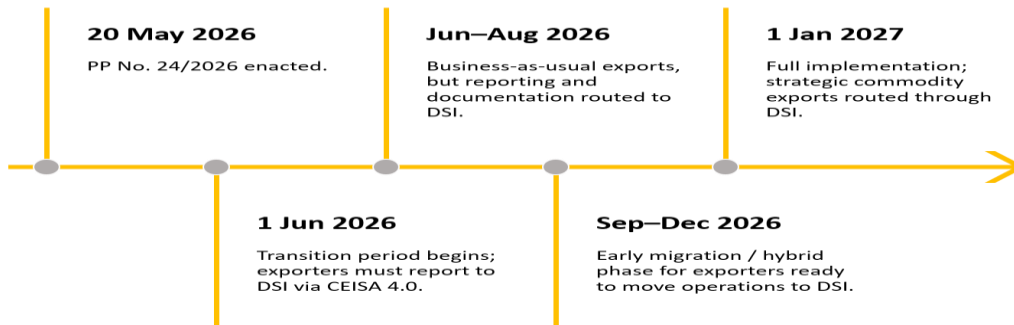 20 May 2026
PP No. 24/2026 enacted.
1 Jun 2026
Transition period begins;
exporters must report to
DSI via CEISA 4.0.
Jun–Aug 2026
Business-as-usual exports,
but reporting and
documentation routed to
DSI.
Sep–Dec 2026
Early migration / hybrid
phase for exporters ready
to move operations to DSI.
1 Jan 2027
Full implementation;
strategic commodity
exports routed through
DSI.